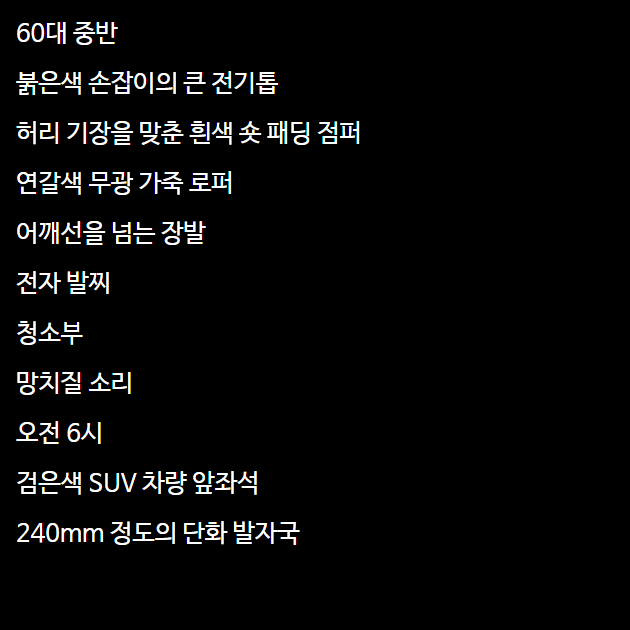 60대 중반
붉은색 손잡이의 큰 전기톱
허리 기장을 맞춘 흰색 숏 패딩 점퍼
연갈색 무광 가죽 로퍼
어깨선을 넘는 장발
전자 발찌
청소부
망치질 소리
오전 6시
검은색 SUV 차량 앞좌석
240mm 정도의 단화 발자국